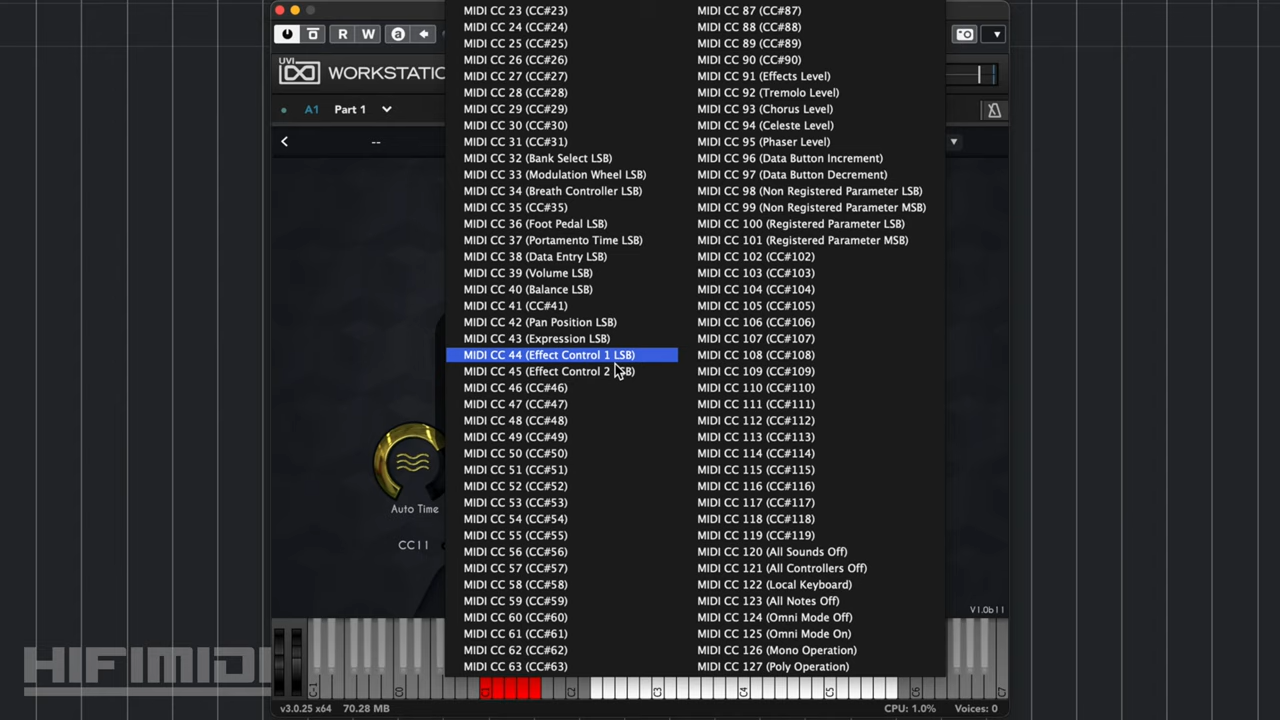 MIDI CC 23 (CC#23)
MIDI CC 24 (CC#24)
MIDI CC 25 (CC#25)
MIDI CC 26 (CC#26)
MIDI CC 27 (CC#27)
MIDI CC 28 (CC#28)
MIDI CC 29 (CC#29)
MIDI CC 30 (CC#30)
MIDI CC 31 (CC#31)
MIDI CC 32 (Bank Select LSB)
MIDI CC 33 (Modulation Wheel LSB)
MIDI CC 34 (Breath Controller LSB)
MIDI CC 35 (CC#35)
MIDI CC 36 (Foot Pedal LSB)
MIDI CC 37 (Portamento Time LSB)
MIDI CC 38 (Data Entry LSB)
MIDI CC 39 (Volume LSB)
MIDI CC 40 (Balance LSB)
MIDI CC 41 (CC#41)
MIDI CC 42 (Pan Position LSB)
MIDI CC 43 (Expression LSB)
MIDI CC 44 (Effect Control 1 LSB)
MIDI CC 45 (Effect Control 2 LSB)
MIDI CC 46 (CC#46)
MIDI CC 47 (CC#47)
MIDI CC 48 (CC#48)
MIDI CC 49 (CC#49)
MIDI CC 50 (CC#50)
MIDI CC 51 (CC#51)
MIDI CC 52 (CC#52)
MIDI CC 53 (CC#53)
MIDI CC 54 (CC#54)
MIDI CC 55 (CC#55)
MIDI CC 56 (CC#56)
MIDI CC 57 (CC#57)
MIDI CC 58 (CC#58)
MIDI CC 59 (CC#59)
MIDI CC 60 (CC#60)
MIDI CC 61 (CC#61)
MIDI CC 62 (CC#62)
MIDI CC 63 (CC#63)
MIDI CC 87 (CC#87)
MIDI CC 88 (CC#88)
MIDI CC 89 (CC#89)
MIDI CC 90 (CC#90)
MIDI CC 91 (Effects Level)
MIDI CC 92 (Tremolo Level)
MIDI CC 93 (Chorus Level)
MIDI CC 94 (Celeste Level)
MIDI CC 95 (Phaser Level)
MIDI CC 96 (Data Button Increment)
MIDI CC 97 (Data Button Decrement)
MIDI CC 98 (Non Registered Parameter LSB)
MIDI CC 99 (Non Registered Parameter MSB)
MIDI CC 100 (Registered Parameter LSB)
MIDI CC 101 (Registered Parameter MSB)
MIDI CC 102 (CC#102)
MIDI CC 103 (CC#103)
MIDI CC 104 (CC#104)
MIDI CC 105 (CC#105)
MIDI CC 106 (CC#106)
MIDI CC 107 (CC#107)
MIDI CC 108 (CC#108)
MIDI CC 109 (CC#109)
MIDI CC 110 (CC#110)
MIDI CC 111 (CC#111)
MIDI CC 112 (CC#112)
MIDI CC 113 (CC#113)
MIDI CC 114 (CC#114)
MIDI CC 115 (CC#115)
MIDI CC 116 (CC#116)
MIDI CC 117 (CC#117)
MIDI CC 118 (CC#118)
MIDI CC 119 (CC#119)
MIDI CC 120 (All Sounds Off)
MIDI CC 121 (All Controllers Off)
MIDI CC 122 (Local Keyboard)
MIDI CC 123 (All Notes Off)
MIDI CC 124 (Omni Mode Off)
MIDI CC 125 (Omni Mode On)
MIDI CC 126 (Mono Operation)
MIDI CC 127 (Poly Operation)
R W a
UVI WORKSTATIO
A1 Part 1
--
Auto Time
CC11
V1.0b11
HIFIMIDI
C-1 C0 C1 C2 C3 C4 C5 C6 C7
v3.0.25 x64 70.28 MB CPU: 1.0% Voices: 0